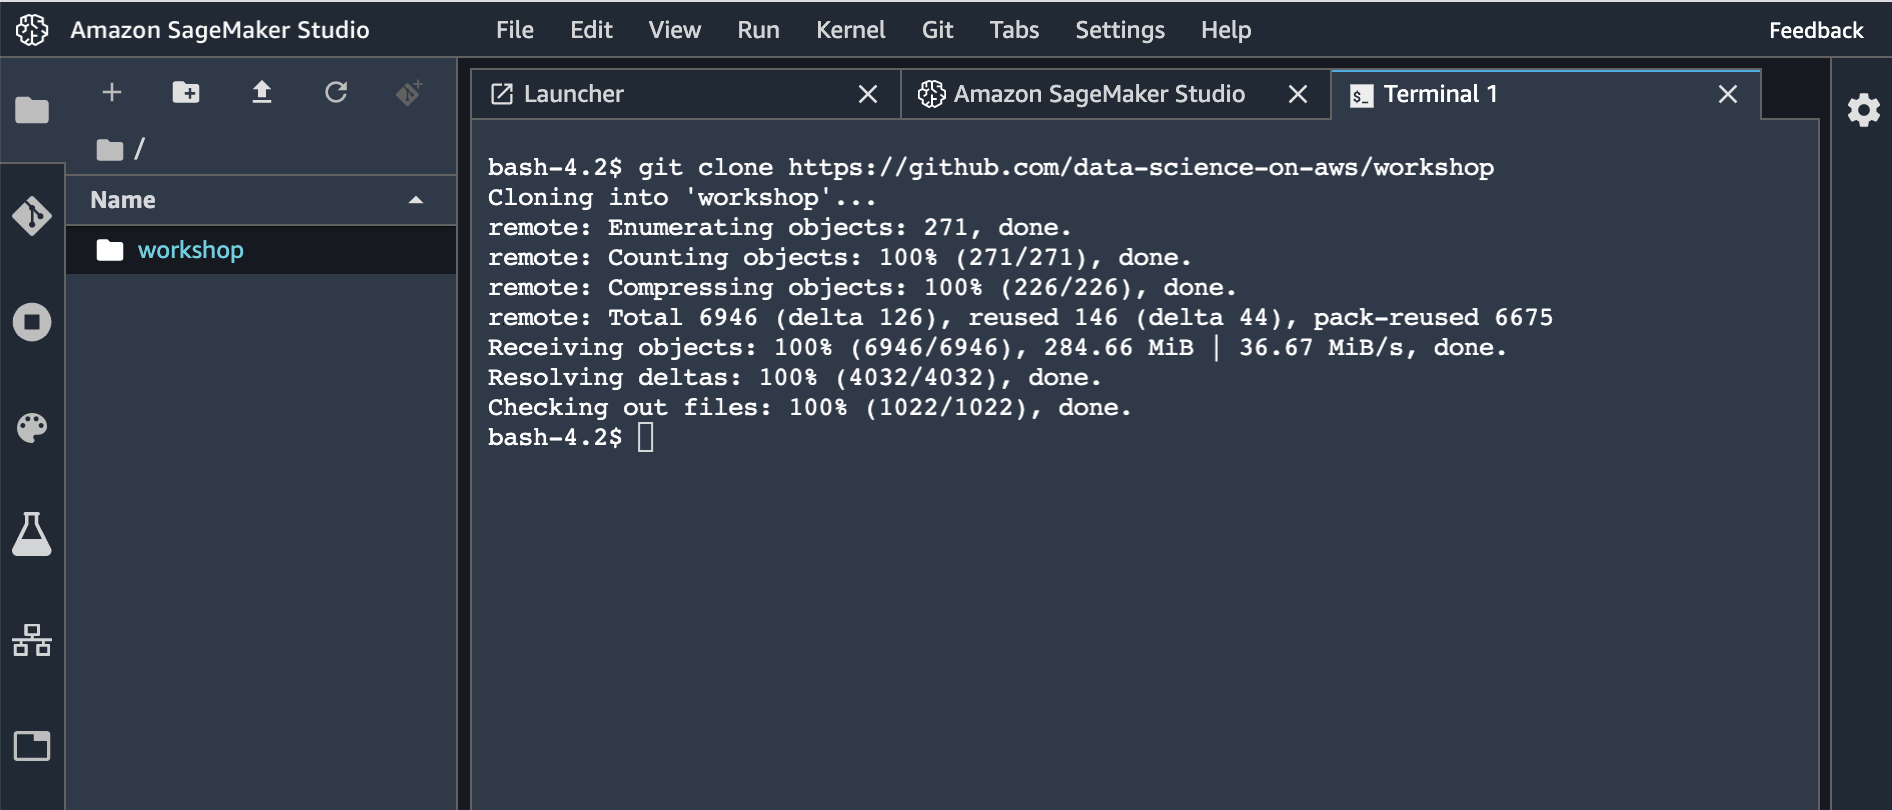 Amazon SageMaker Studio File Edit View Run Kernel Git Tabs Settings Help Feedback
Launcher Amazon SageMaker Studio $_ Terminal 1
/
Name
workshop
bash-4.2$ git clone https://github.com/data-science-on-aws/workshop
Cloning into 'workshop'...
remote: Enumerating objects: 271, done.
remote: Counting objects: 100% (271/271), done.
remote: Compressing objects: 100% (226/226), done.
remote: Total 6946 (delta 126), reused 146 (delta 44), pack-reused 6675
Receiving objects: 100% (6946/6946), 284.66 MiB | 36.67 MiB/s, done.
Resolving deltas: 100% (4032/4032), done.
Checking out files: 100% (1022/1022), done.
bash-4.2$